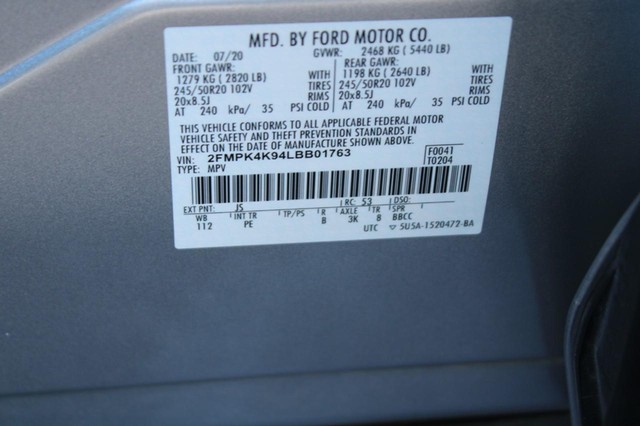 MFD. BY FORD MOTOR CO.
DATE: 07/20 GVWR: 2468 KG ( 5440 LB)
FRONT GAWR: REAR GAWR:
1279 KG ( 2820 LB) WITH 1198 KG ( 2640 LB) WITH
245/50R20 102V TIRES 245/50R20 102V TIRES
20x8.5J RIMS 20x8.5J RIMS
AT 240 kPa/ 35 PSI COLD AT 240 kPa/ 35 PSI COLD
THIS VEHICLE CONFORMS TO ALL APPLICABLE FEDERAL MOTOR
VEHICLE SAFETY AND THEFT PREVENTION STANDARDS IN
EFFECT ON THE DATE OF MANUFACTURE SHOWN ABOVE.
VIN: 2FMPK4K94LBB01763 F0041
TYPE: MPV T0204
EXT PNT: JS RC: 53 DSO:
WB INT TR TP/PS R AXLE TR SPR
112 PE B 3K 8 BBCC
UTC ▽ 5U5A-1520472-BA